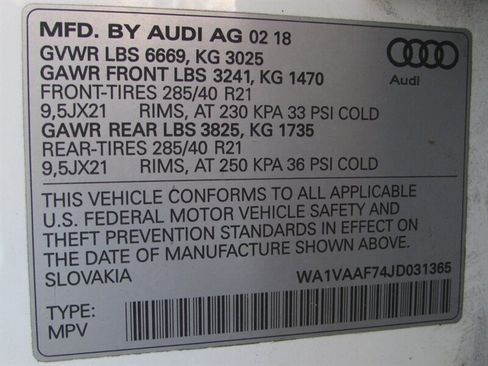 MFD. BY AUDI AG 02 18
GVWR LBS 6669, KG 3025
GAWR FRONT LBS 3241, KG 1470
FRONT-TIRES 285/40 R21
9,5JX21 RIMS, AT 230 KPA 33 PSI COLD
GAWR REAR LBS 3825, KG 1735
REAR-TIRES 285/40 R21
9,5JX21 RIMS, AT 250 KPA 36 PSI COLD
Audi
THIS VEHICLE CONFORMS TO ALL APPLICABLE
U.S. FEDERAL MOTOR VEHICLE SAFETY AND
THEFT PREVENTION STANDARDS IN EFFECT ON
THE DATE OF MANUFACTURE SHOWN ABOVE.
SLOVAKIA WA1VAAF74JD031365
TYPE:
MPV